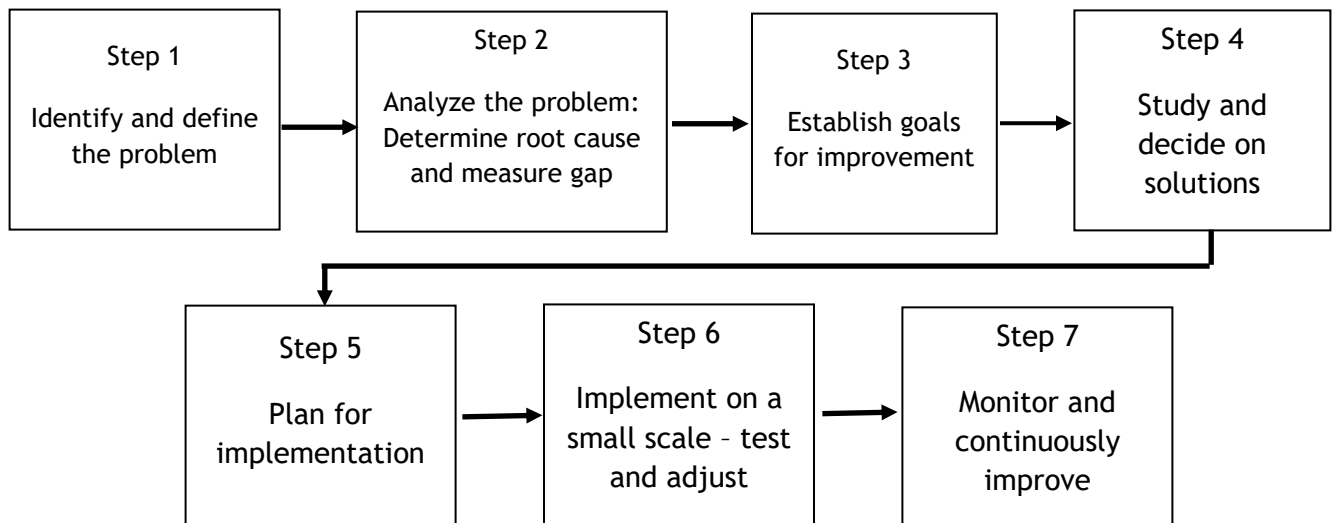 Step 1
Identify and define
the problem
Step 2
Analyze the problem:
Determine root cause
and measure gap
Step 3
Establish goals
for improvement
Step 4
Study and
decide on
solutions
Step 5
Plan for
implementation
Step 6
Implement on a
small scale – test
and adjust
Step 7
Monitor and
continuously
improve